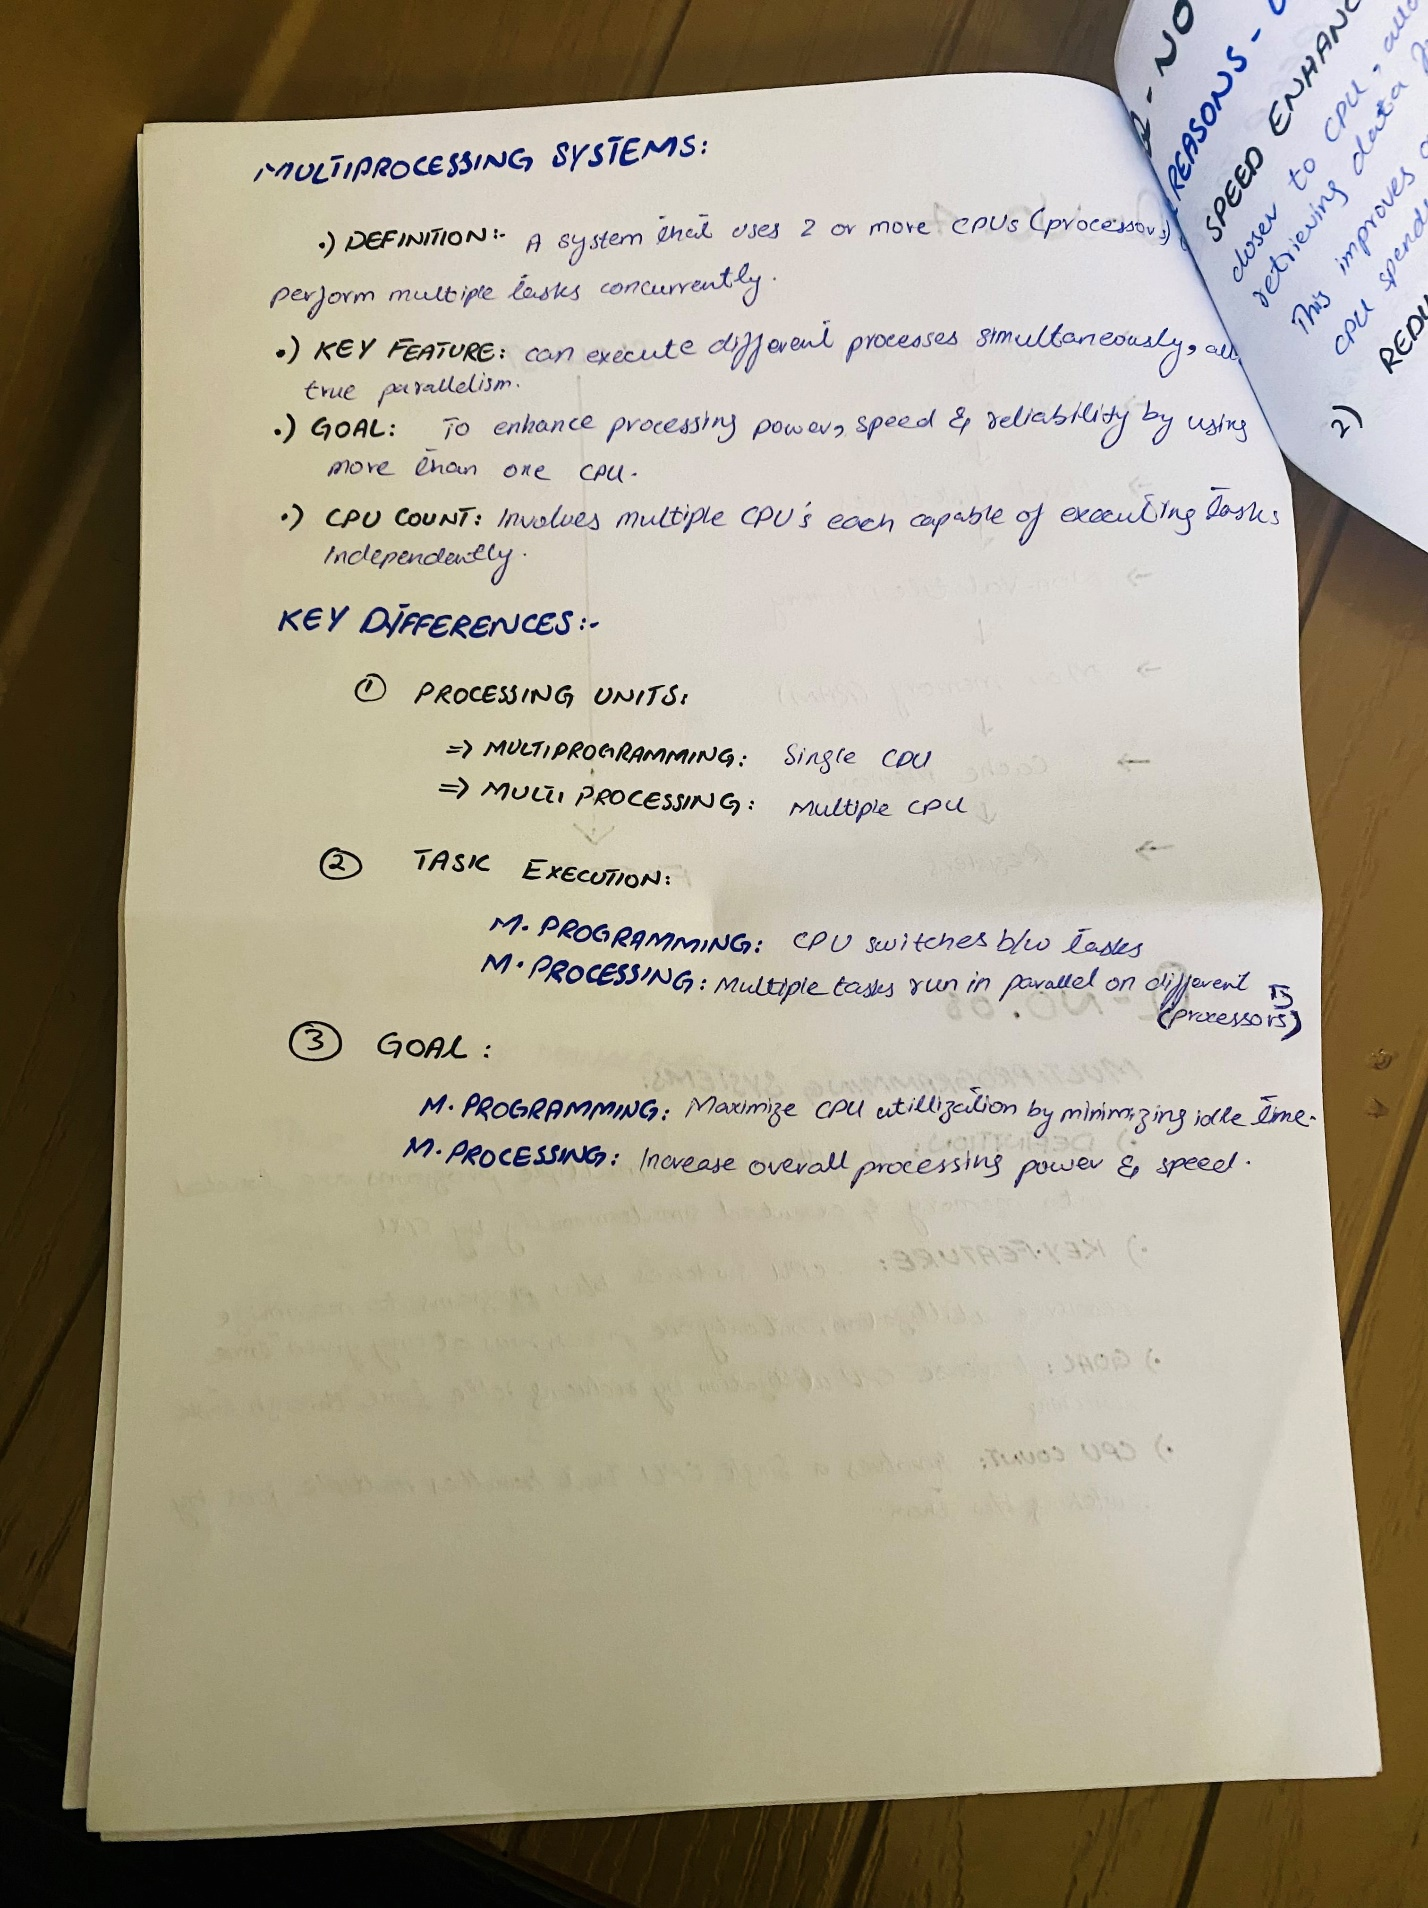 MULTIPROCESSING SYSTEMS:
.) DEFINITION:- A system that uses 2 or more CPUs (processors)
perform multiple tasks concurrently.
.) KEY FEATURE: can execute different processes simultaneously,
true parallelism.
.) GOAL: To enhance processing power, speed & reliability by using
more than one CPU.
.) CPU COUNT: Involves multiple CPU's each capable of executing tasks
independently.
KEY DIFFERENCES:-
① PROCESSING UNITS:
=> MULTIPROGRAMMING: Single CPU
=> MULTI PROCESSING: Multiple CPU
② TASK EXECUTION:
M. PROGRAMMING: CPU switches b/w tasks
M. PROCESSING: Multiple tasks run in parallel on different
(processors)
③ GOAL:
M. PROGRAMMING: Maximize CPU utillization by minimizing idle time.
M. PROCESSING: Increase overall processing power & speed.
NO
REASONS -
SPEED
closer to CPU,
retrieving data
This improves
CPU
2)